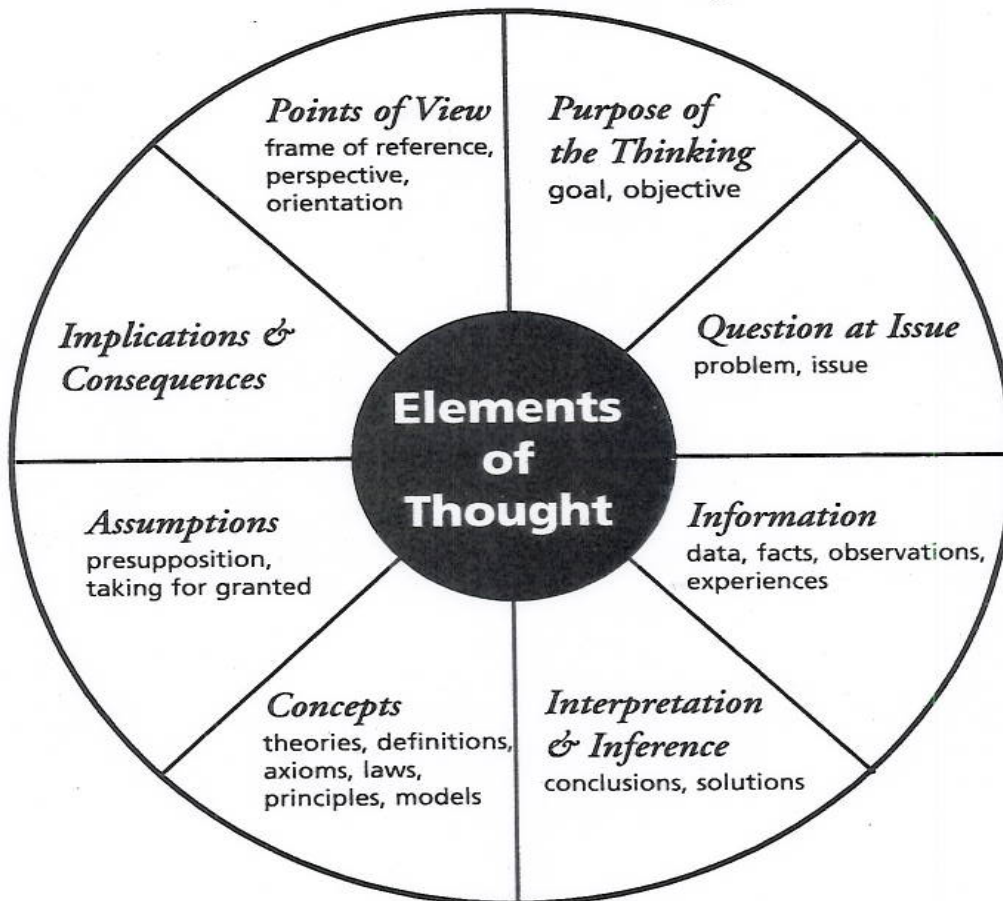 Points of View
frame of reference,
perspective,
orientation
Purpose of
the Thinking
goal, objective
Question at Issue
problem, issue
Information
data, facts, observations,
experiences
Interpretation
& Inference
conclusions, solutions
Concepts
theories, definitions,
axioms, laws,
principles, models
Assumptions
presupposition,
taking for granted
Implications &
Consequences
Elements
of
Thought